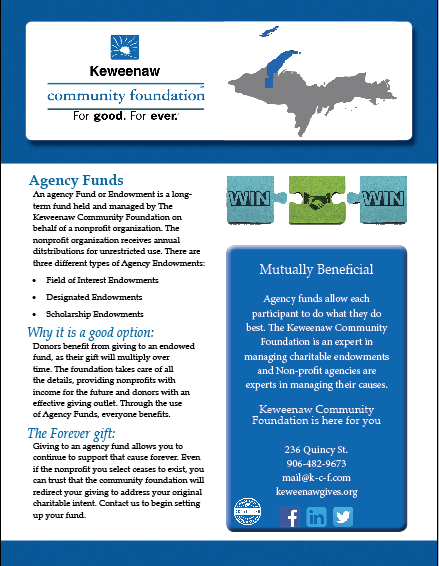 Keweenaw
community foundation
For good. For ever.
Agency Funds
An agency Fund or Endowment is a long-
term fund held and managed by The
Keweenaw Community Foundation on
behalf of a nonprofit organization. The
nonprofit organization receives annual
ditstributions for unrestricted use. There are
three different types of Agency Endowments:
• Field of Interest Endowments
• Designated Endowments
• Scholarship Endowments
Why it is a good option:
Donors benefit from giving to an endowed
fund, as their gift will multiply over
time. The foundation takes care of all
the details, providing nonprofits with
income for the future and donors with an
effective giving outlet. Through the use
of Agency Funds, everyone benefits.
The Forever gift:
Giving to an agency fund allows you to
continue to support that cause forever. Even
if the nonprofit you select ceases to exist, you
can trust that the community foundation will
redirect your giving to address your original
charitable intent. Contact us to begin setting
up your fund.
WIN WIN
Mutually Beneficial
Agency funds allow each
participant to do what they do
best. The Keweenaw Community
Foundation is an expert in
managing charitable endowments
and Non-profit agencies are
experts in managing their causes.
Keweenaw Community
Foundation is here for you
236 Quincy St.
906-482-9673
mail@k-c-f.com
keweenawgives.org
f in